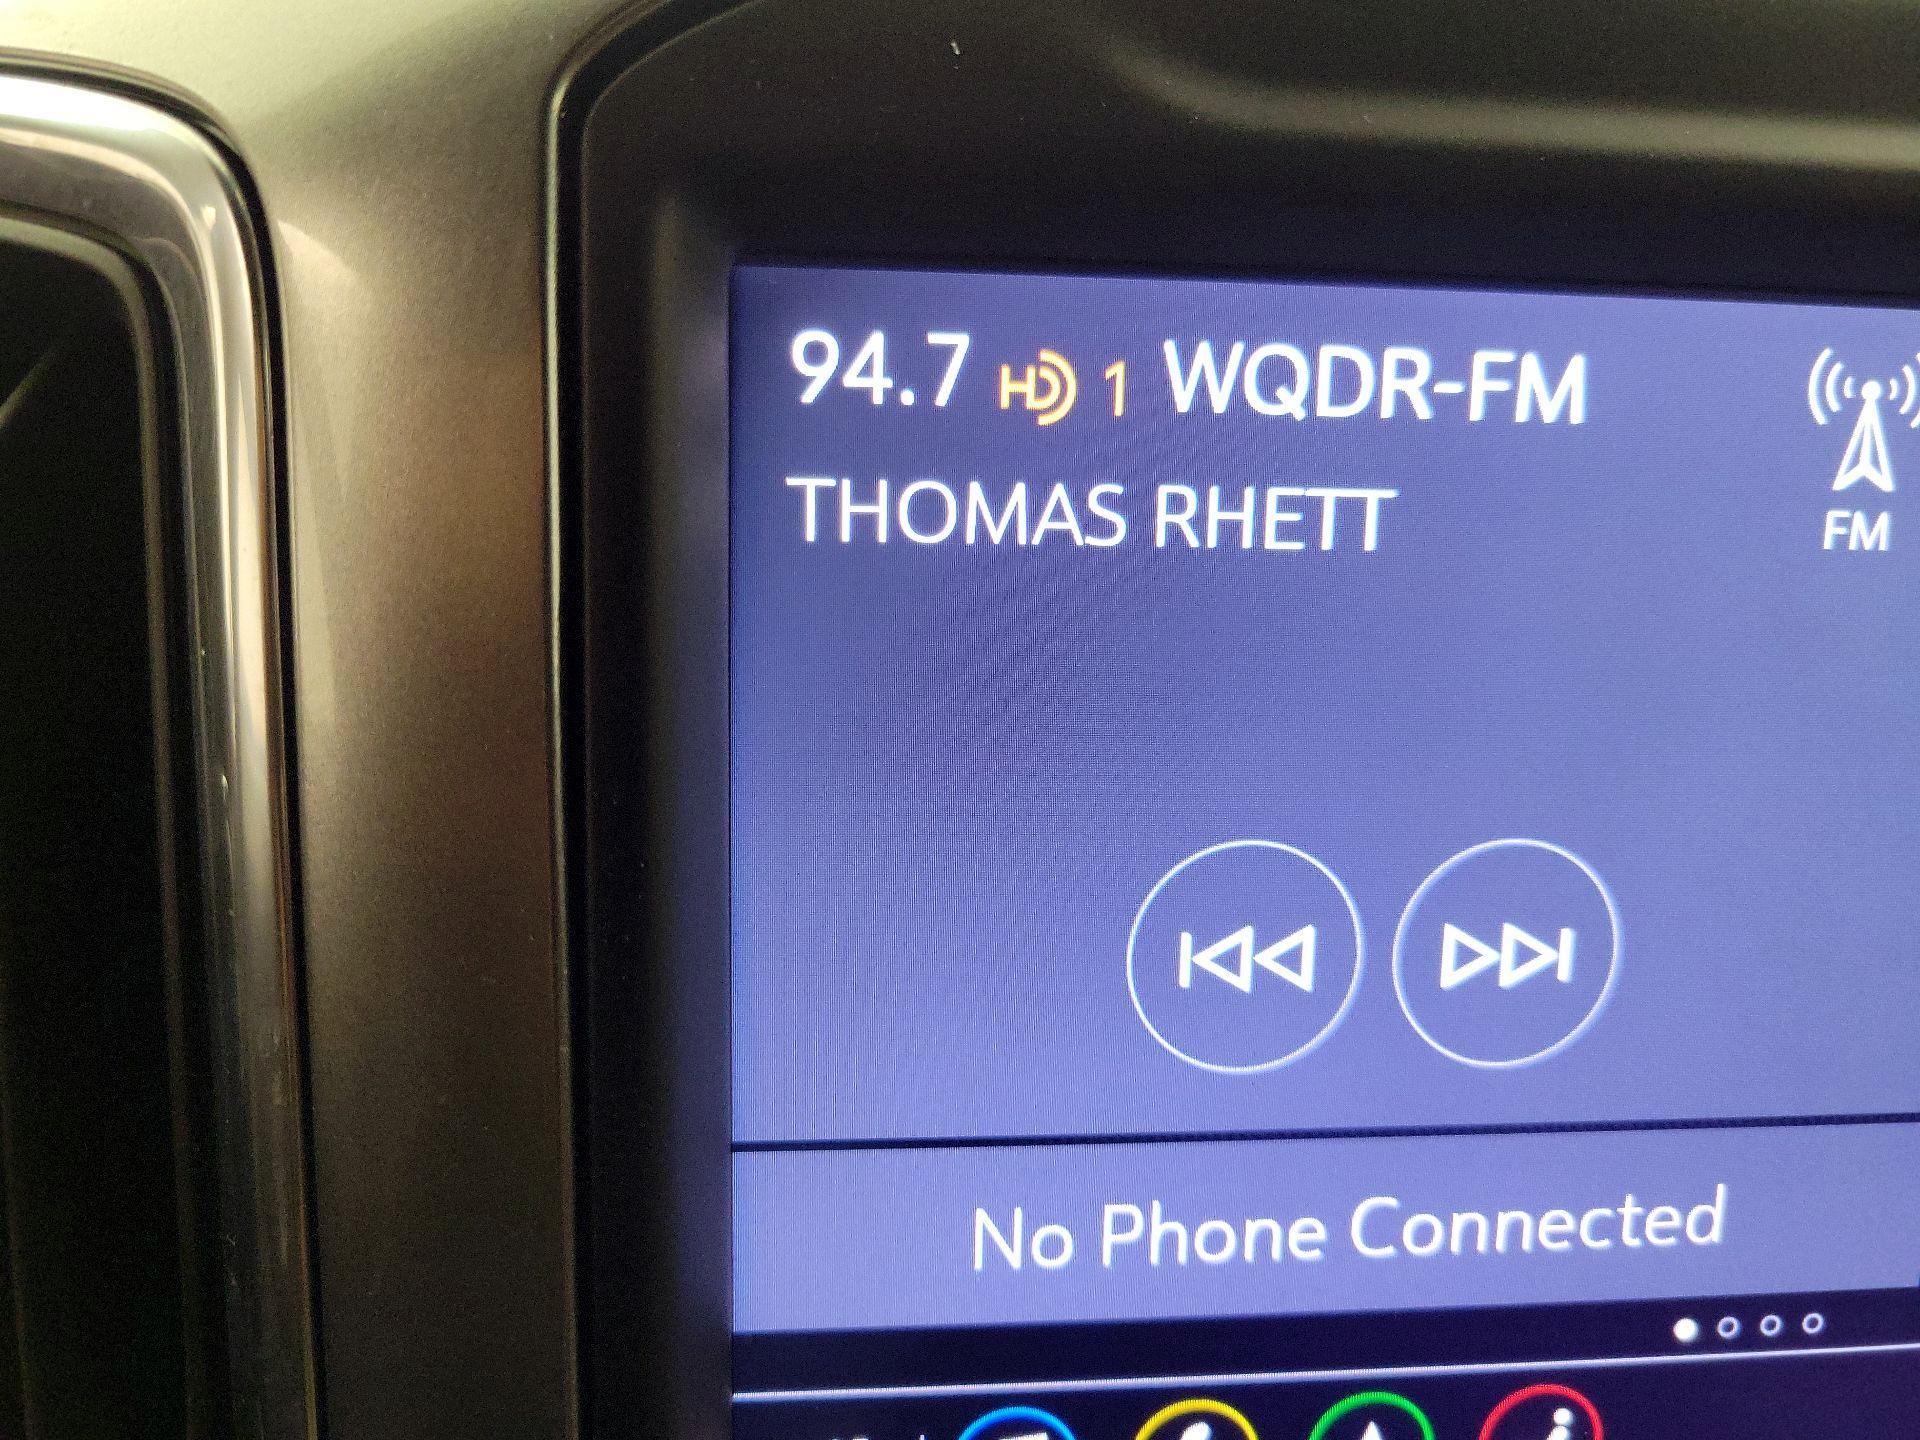 94.7 HD 1 WQDR-FM
THOMAS RHETT
FM
No Phone Connected